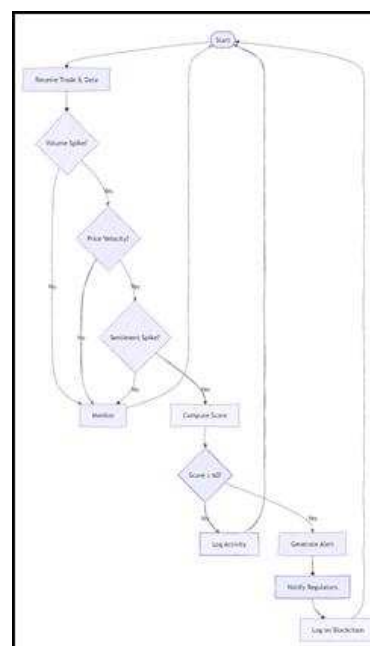 Start
Receive Trade & Data
Volume Spike?
Yes
Price Velocity?
No
No
Yes
Sentiment Spike?
No
Yes
Monitor
Compute Score
No
Yes
Log Activity
Generate Alert
Notify Regulators
Log on Blockchain